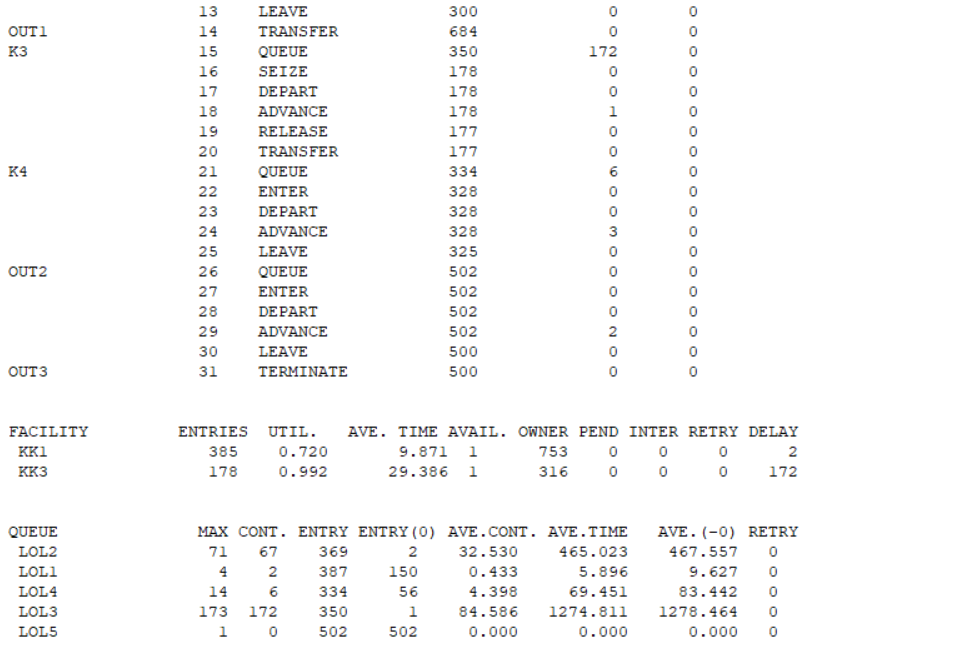 13 LEAVE 300 0 0
OUT1 14 TRANSFER 684 0 0
K3 15 QUEUE 350 172 0
16 SEIZE 178 0 0
17 DEPART 178 0 0
18 ADVANCE 178 1 0
19 RELEASE 177 0 0
20 TRANSFER 177 0 0
K4 21 QUEUE 334 6 0
22 ENTER 328 0 0
23 DEPART 328 0 0
24 ADVANCE 328 3 0
25 LEAVE 325 0 0
OUT2 26 QUEUE 502 0 0
27 ENTER 502 0 0
28 DEPART 502 0 0
29 ADVANCE 502 2 0
30 LEAVE 500 0 0
OUT3 31 TERMINATE 500 0 0
FACILITY ENTRIES UTIL. AVE. TIME AVAIL. OWNER PEND INTER RETRY DELAY
KK1 385 0.720 9.871 1 753 0 0 0 2
KK3 178 0.992 29.386 1 316 0 0 0 172
QUEUE MAX CONT. ENTRY ENTRY(0) AVE.CONT. AVE.TIME AVE.(-0) RETRY
LOL2 71 67 369 2 32.530 465.023 467.557 0
LOL1 4 2 387 150 0.433 5.896 9.627 0
LOL4 14 6 334 56 4.398 69.451 83.442 0
LOL3 173 172 350 1 84.586 1274.811 1278.464 0
LOL5 1 0 502 502 0.000 0.000 0.000 0